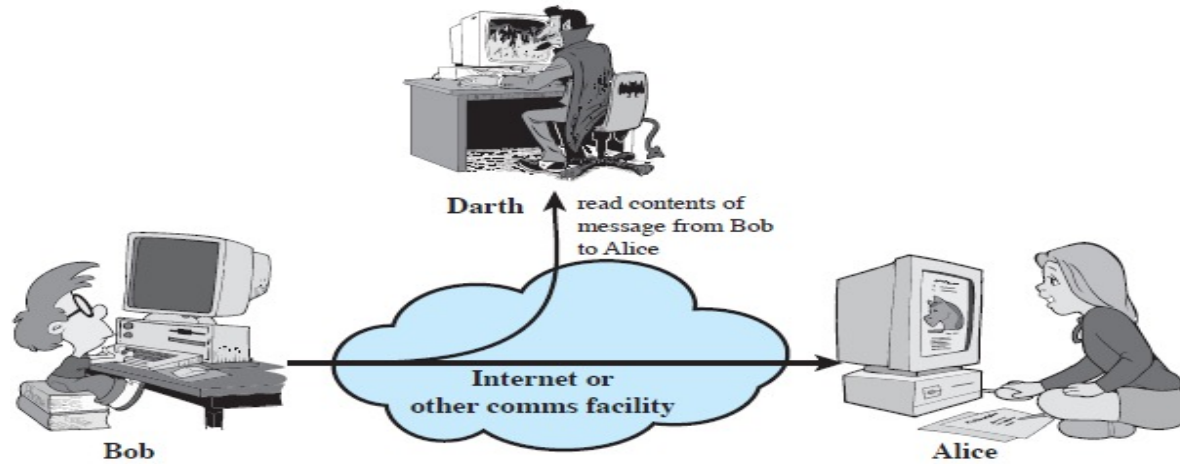 Darth
read contents of
message from Bob
to Alice
Internet or
other comms facility
Bob
Alice